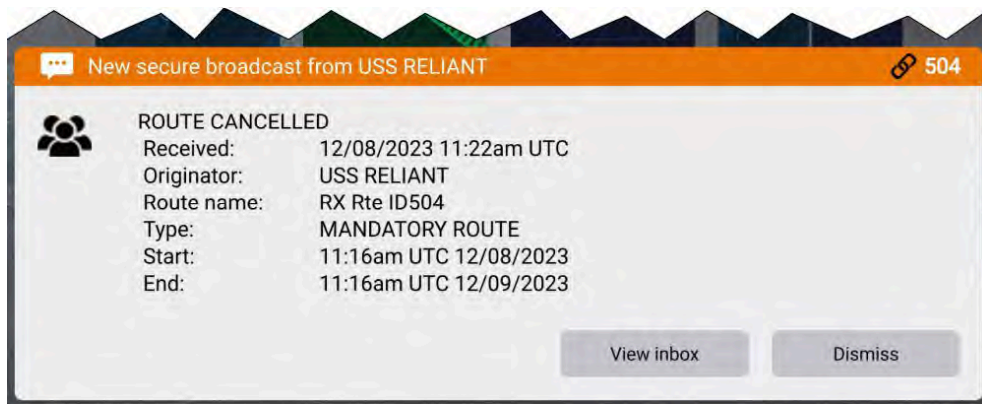 New secure broadcast from USS RELIANT 504
ROUTE CANCELLED
Received: 12/08/2023 11:22am UTC
Originator: USS RELIANT
Route name: RX Rte ID504
Type: MANDATORY ROUTE
Start: 11:16am UTC 12/08/2023
End: 11:16am UTC 12/09/2023
View inbox Dismiss